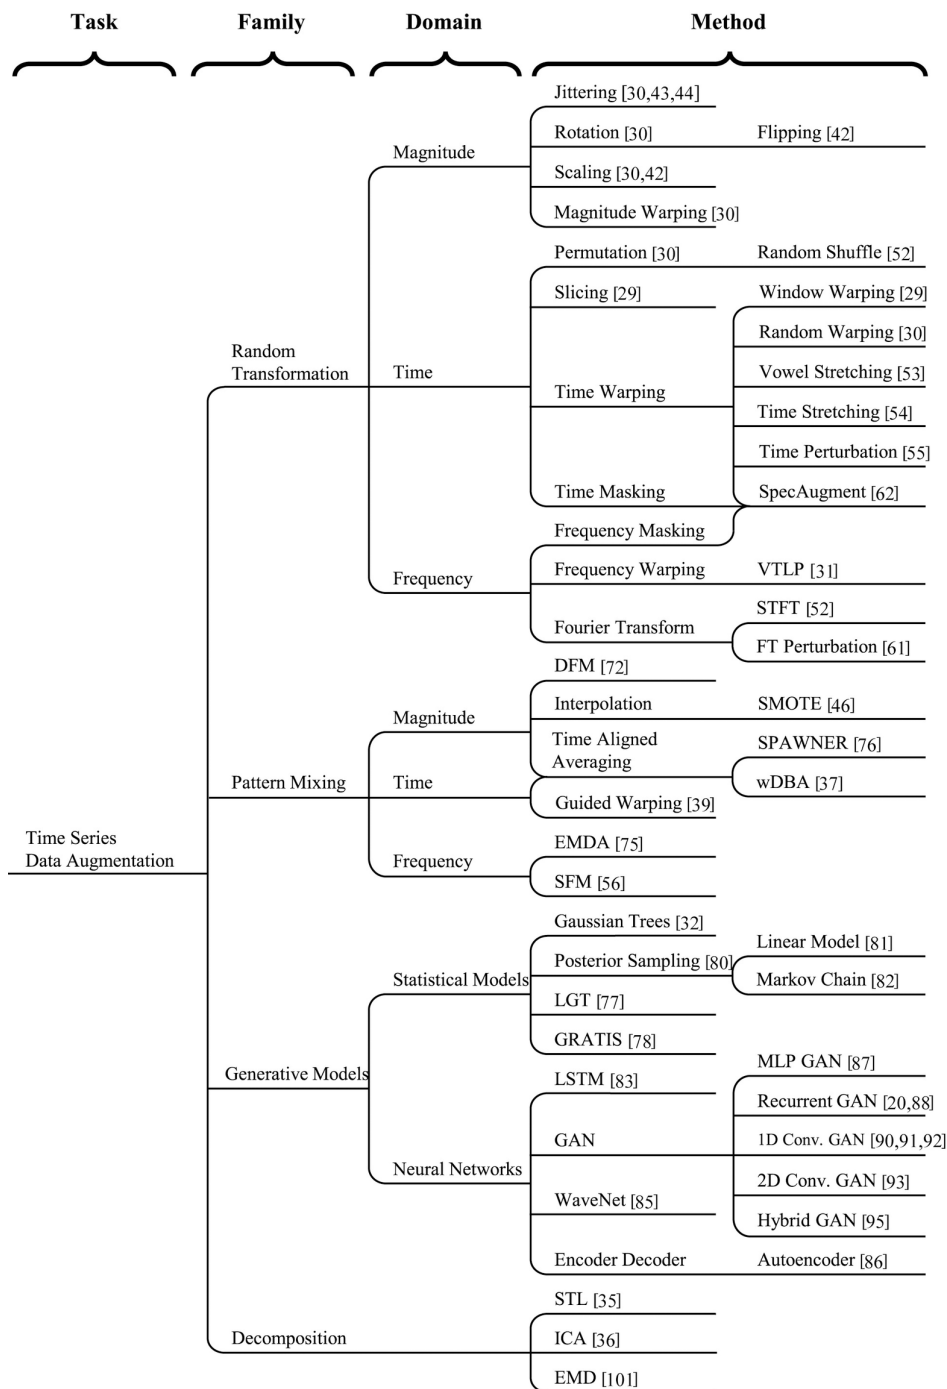 Task Family Domain Method
Jittering [30,43,44]
Rotation [30] Flipping [42]
Magnitude
Scaling [30,42]
Magnitude Warping [30]
Permutation [30] Random Shuffle [52]
Slicing [29] Window Warping [29]
Random Warping [30]
Random
Transformation
Time
Vowel Stretching [53]
Time Warping
Time Stretching [54]
Time Perturbation [55]
Time Masking SpecAugment [62]
Frequency Masking
Frequency
Frequency Warping VTLP [31]
STFT [52]
Fourier Transform
FT Perturbation [61]
DFM [72]
Magnitude
Interpolation SMOTE [46]
Time Aligned
Averaging
SPAWNER [76]
Pattern Mixing Time wDBA [37]
Guided Warping [39]
Time Series
Data Augmentation
EMDA [75]
Frequency
SFM [56]
Gaussian Trees [32]
Linear Model [81]
Posterior Sampling [80]
Statistical Models
Markov Chain [82]
LGT [77]
GRATIS [78]
MLP GAN [87]
Generative Models
LSTM [83]
Recurrent GAN [20,88]
GAN 1D Conv. GAN [90,91,92]
Neural Networks
2D Conv. GAN [93]
WaveNet [85]
Hybrid GAN [95]
Encoder Decoder Autoencoder [86]
STL [35]
Decomposition
ICA [36]
EMD [101]